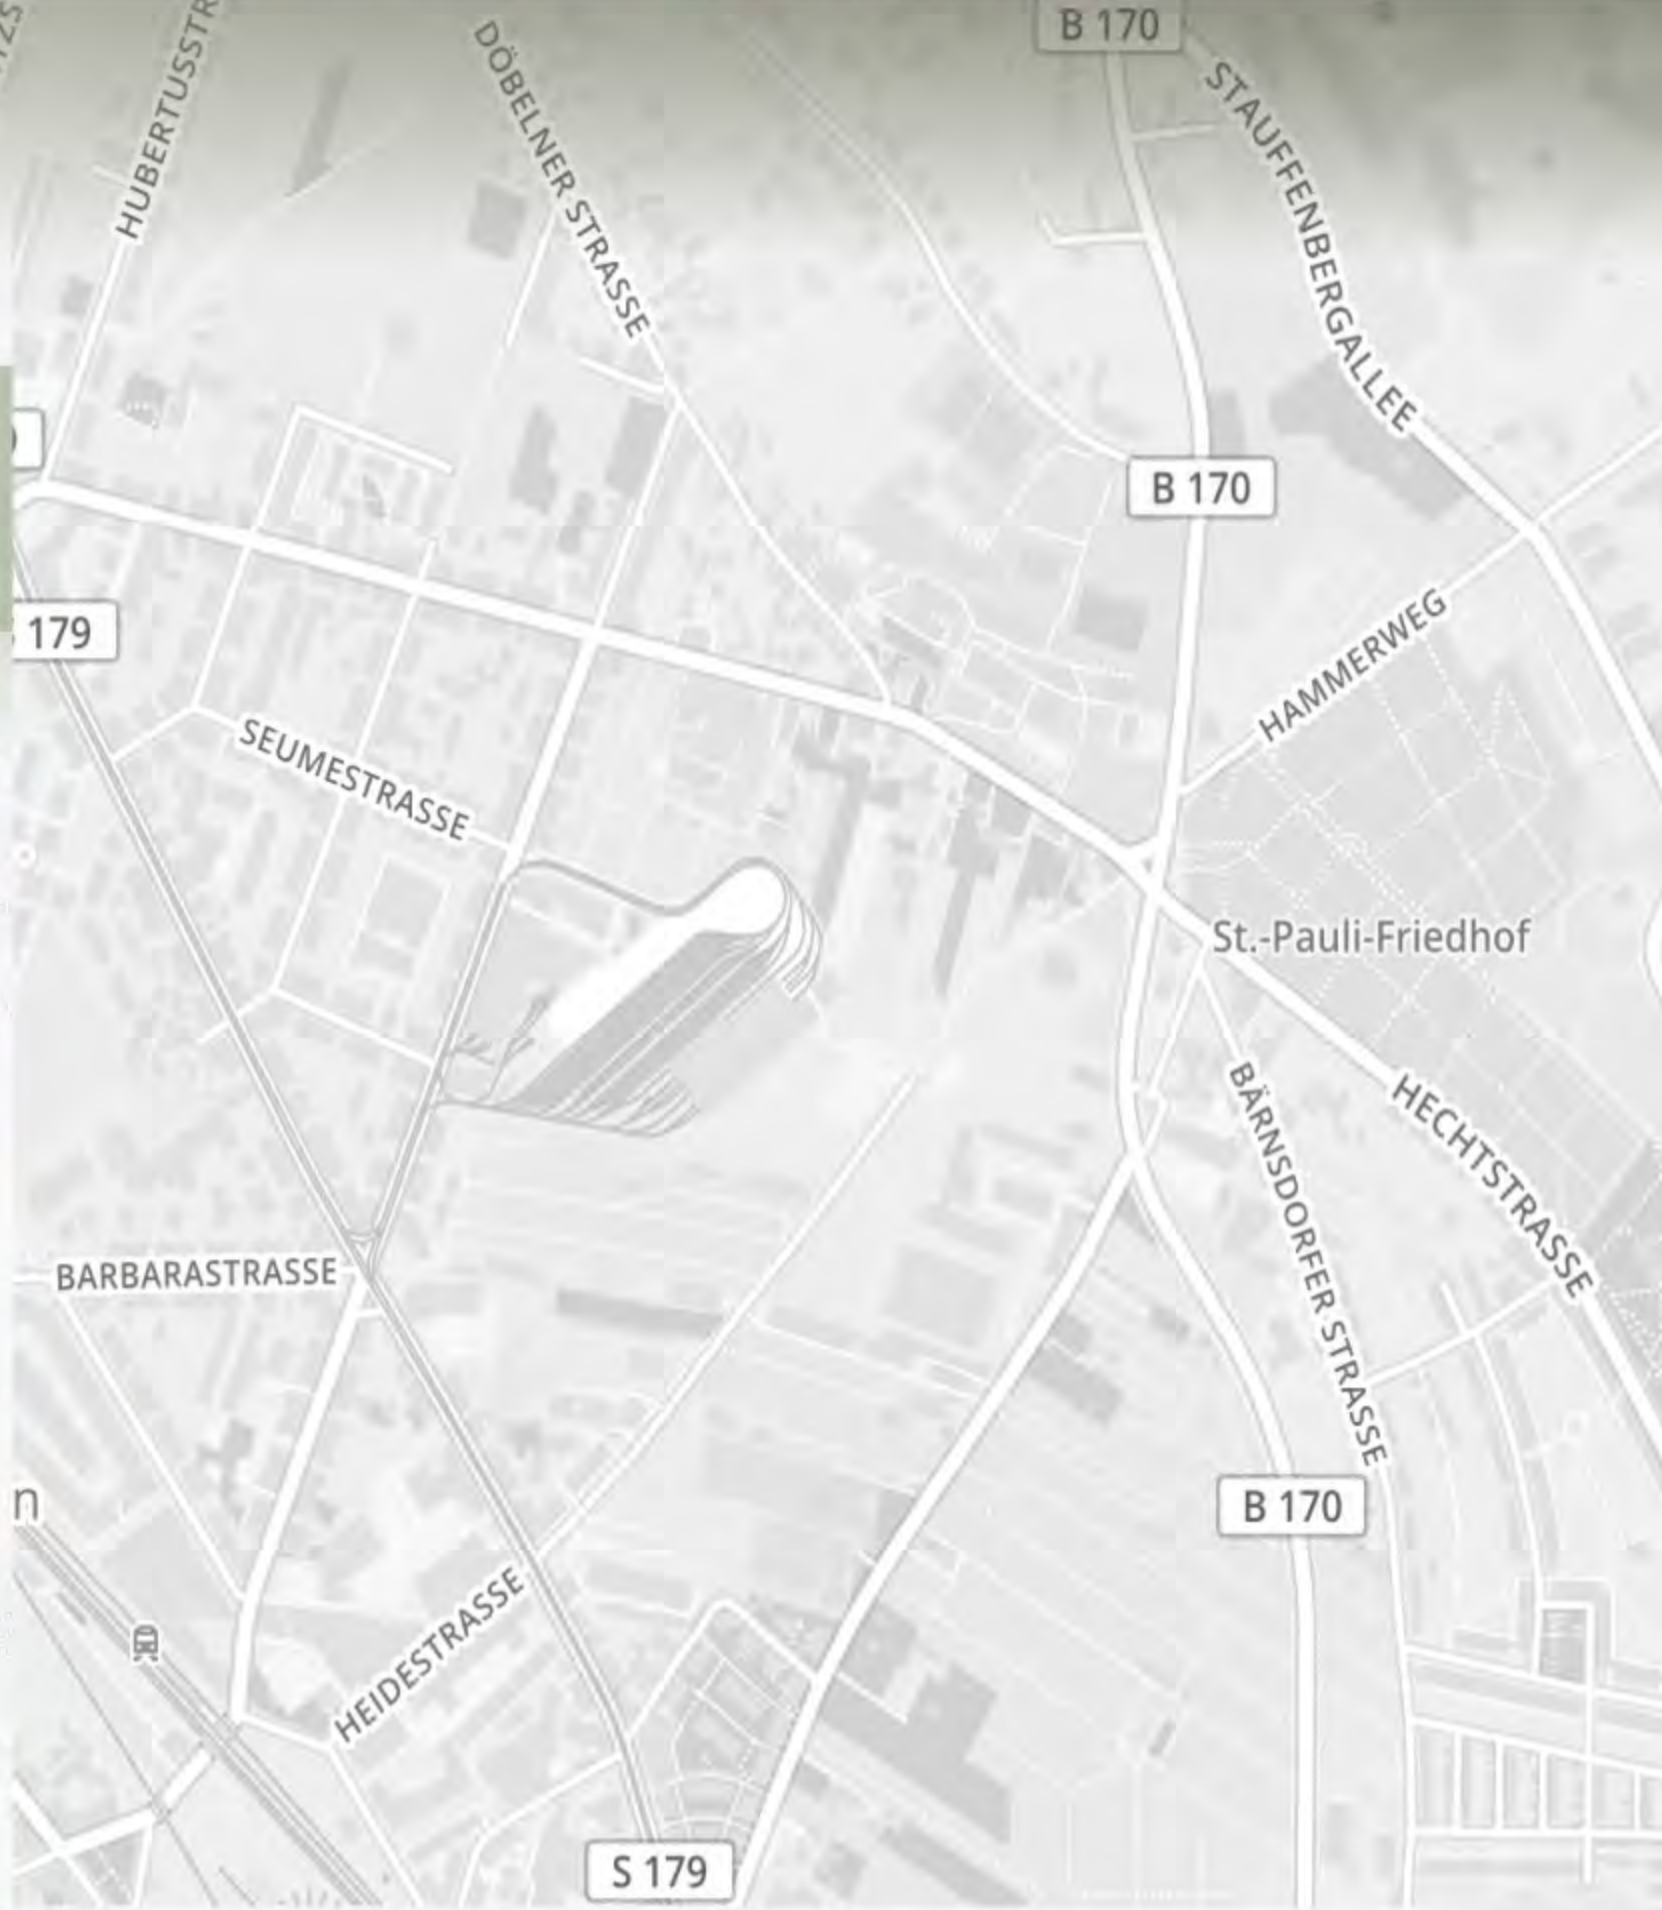 B 170
HUBERTUSSTR
DÖBELNER STRASSE
STAUFFENBERGALLEE
B 170
179
HAMMERWEG
SEUMESTRASSE
St.-Pauli-Friedhof
HECHTSTRASSE
BÄRNSDORFER STRASSE
BARBARASTRASSE
n
B 170
HEIDESTRASSE
S 179